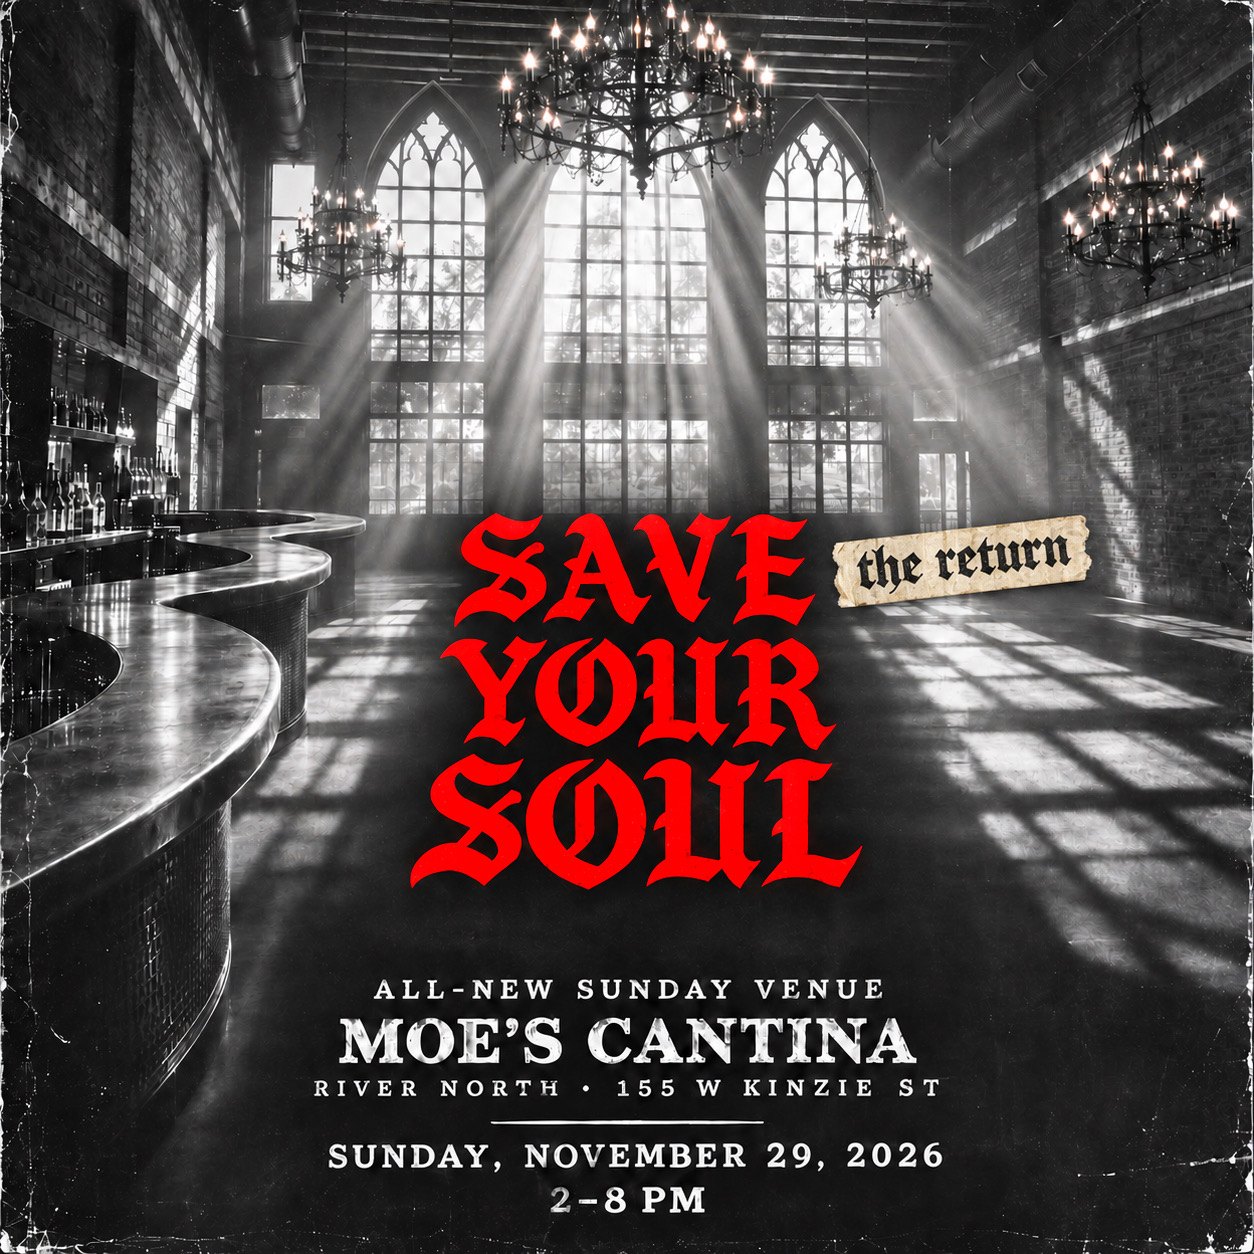 SAVE
the return
YOUR
SOUL
ALL-NEW SUNDAY VENUE
MOE'S CANTINA
RIVER NORTH • 155 W KINZIE ST
SUNDAY, NOVEMBER 29, 2026
2–8 PM